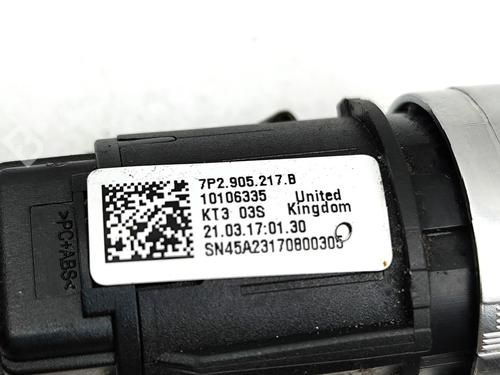 7P2.905.217.B
10106335 United
KT3 03S Kingdom
21.03.17:01.30
SN45A23170800305
>PC+ABS<